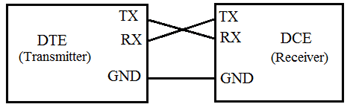 TX
DTE
RX
(Transmitter)
GND
TX
RX
DCE
(Receiver)
GND